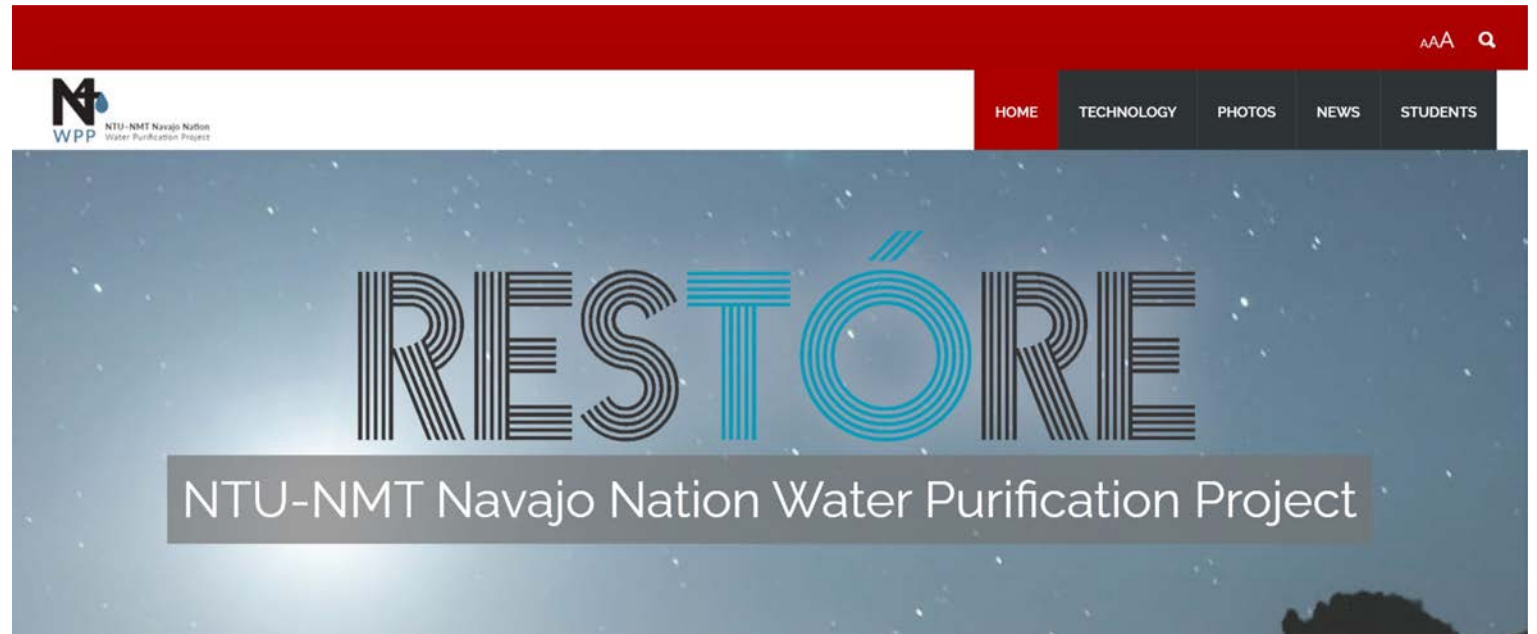 AAA
N4
WPP
NTU-NMT Navajo Nation
Water Purification Project
HOME TECHNOLOGY PHOTOS NEWS STUDENTS
RESTÓRE
NTU-NMT Navajo Nation Water Purification Project